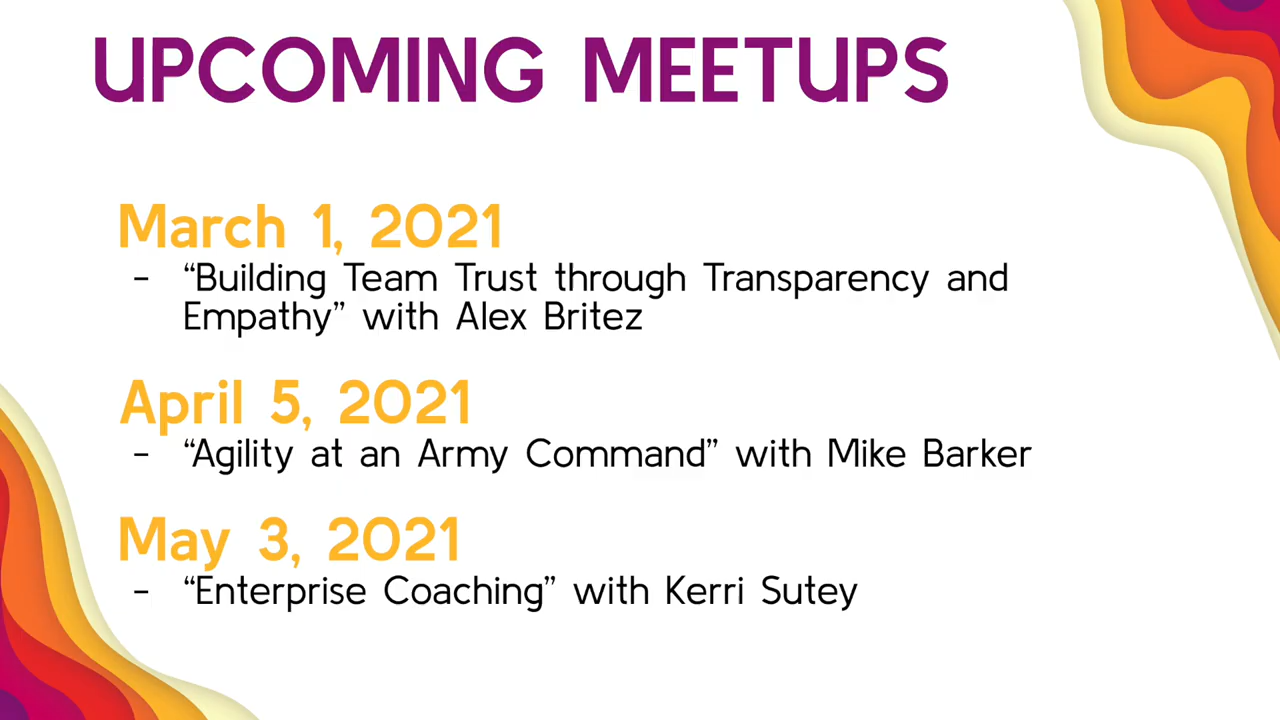 UPCOMING MEETUPS
March 1, 2021
- “Building Team Trust through Transparency and
Empathy” with Alex Britez
April 5, 2021
- “Agility at an Army Command” with Mike Barker
May 3, 2021
- “Enterprise Coaching” with Kerri Sutey